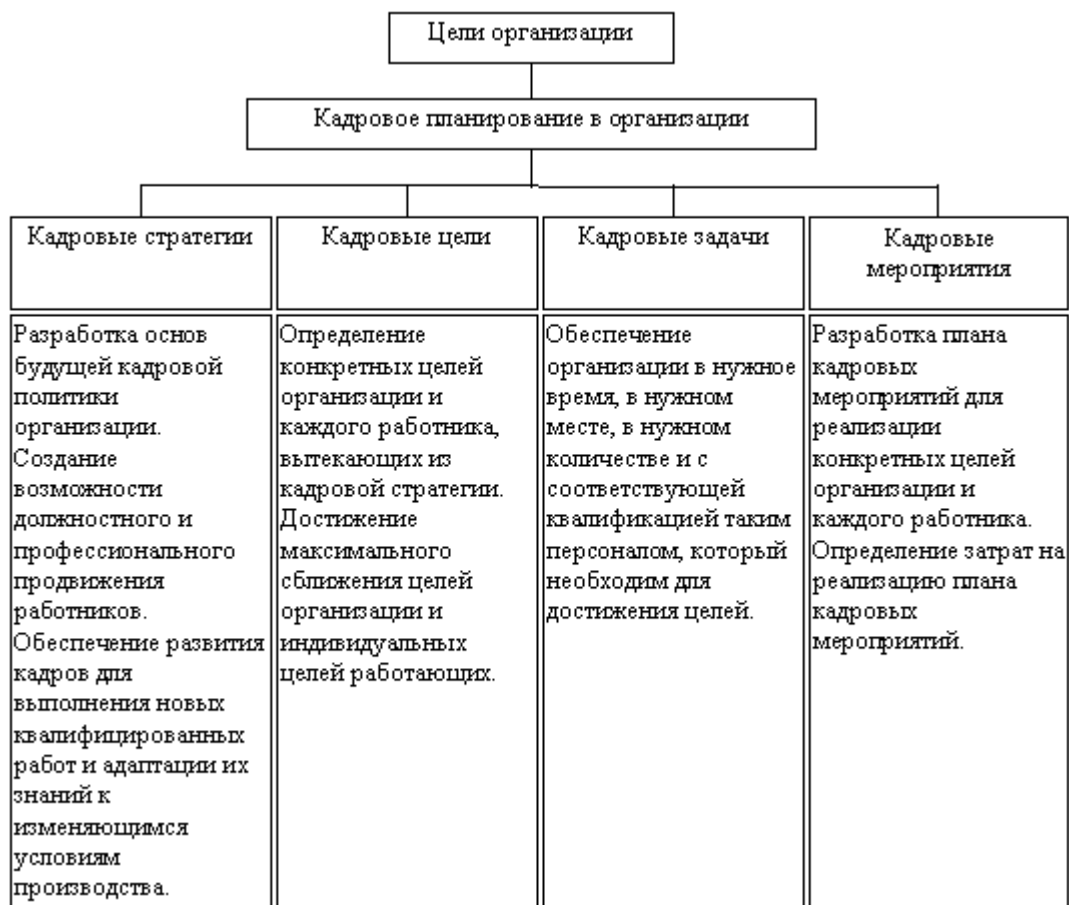 Цели организации
Кадровое планирование в организации
Кадровые стратегии
Кадровые цели
Кадровые задачи
Кадровые
мероприятия
Разработка основ
будущей кадровой
политики
организации.
Создание
возможности
должностного и
профессионального
продвижения
работников.
Обеспечение развития
кадров для
выполнения новых
квалифицированных
работ и адаптации их
знаний к
изменяющимся
условиям
производства.
Определение
конкретных целей
организации и
каждого работника,
вытекающих из
кадровой стратегии.
Достижение
максимального
сближения целей
организации и
индивидуальных
целей работающих.
Обеспечение
организации в нужное
время, в нужном
месте, в нужном
количестве и с
соответствующей
квалификацией таким
персоналом, который
необходим для
достижения целей.
Разработка плана
кадровых
мероприятий для
реализации
конкретных целей
организации и
каждого работника.
Определение затрат на
реализацию плана
кадровых
мероприятий.